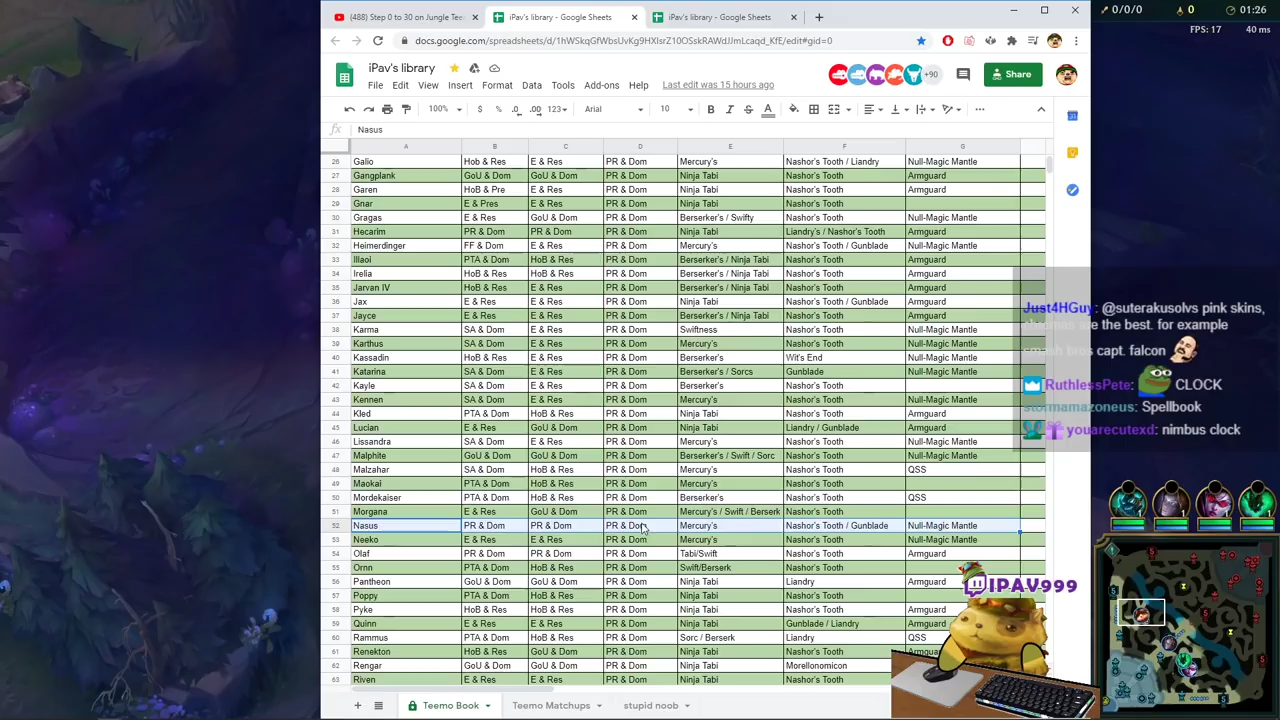 (488) Step 0 to 30 on Jungle Te
iPav's library - Google Sheets
iPav's library - Google Sheets
0/0/0
0
01:26
FPS: 17
40 ms
iPav's library
+90
Share
File Edit View Insert Format Data Tools Add-ons Help Last edit was 15 hours ago
100% $ % .0 .00 123 Arial 10 B I S A
fx Nasus
A B C D E F G
26 Galio Hob & Res E & Res PR & Dom Mercury's Nashor's Tooth / Liandry Null-Magic Mantle
27 Gangplank GoU & Dom GoU & Dom PR & Dom Ninja Tabi Nashor's Tooth Armguard
28 Garen HoB & Pre E & Res PR & Dom Ninja Tabi Nashor's Tooth Armguard
29 Gnar E & Pres E & Res PR & Dom Ninja Tabi Nashor's Tooth
30 Gragas E & Res GoU & Dom PR & Dom Berserker's / Swifty Nashor's Tooth Null-Magic Mantle
31 Hecarim PR & Dom PR & Dom PR & Dom Ninja Tabi Liandry's / Nashor's Tooth Armguard
32 Heimerdinger FF & Dom E & Res PR & Dom Mercury's Nashor's Tooth / Gunblade Null-Magic Mantle
33 Illaoi PTA & Dom HoB & Res PR & Dom Berserker's / Ninja Tabi Nashor's Tooth Armguard
34 Irelia HoB & Res E & Res PR & Dom Berserker's / Ninja Tabi Nashor's Tooth Armguard
35 Jarvan IV HoB & Res E & Res PR & Dom Berserker's / Ninja Tabi Nashor's Tooth Armguard
36 Jax E & Res E & Res PR & Dom Ninja Tabi Nashor's Tooth / Gunblade Armguard
37 Jayce E & Res E & Res PR & Dom Berserker's / Ninja Tabi Nashor's Tooth Armguard
38 Karma SA & Dom E & Res PR & Dom Swiftness Nashor's Tooth Null-Magic Mantle
39 Karthus SA & Dom E & Res PR & Dom Mercury's Nashor's Tooth Null-Magic Mantle
40 Kassadin HoB & Res E & Res PR & Dom Berserker's Wit's End Null-Magic Mantle
41 Katarina SA & Dom E & Res PR & Dom Berserker's / Sorcs Gunblade Null-Magic Mantle
42 Kayle SA & Dom E & Res PR & Dom Berserker's Nashor's Tooth
43 Kennen SA & Dom E & Res PR & Dom Mercury's Nashor's Tooth Null-Magic Mantle
44 Kled PTA & Dom HoB & Res PR & Dom Ninja Tabi Nashor's Tooth Armguard
45 Lucian E & Res GoU & Dom PR & Dom Ninja Tabi Liandry / Gunblade Armguard
46 Lissandra SA & Dom E & Res PR & Dom Mercury's Nashor's Tooth Null-Magic Mantle
47 Malphite GoU & Dom GoU & Dom PR & Dom Berserker's / Swift / Sorc Nashor's Tooth Null-Magic Mantle
48 Malzahar SA & Dom HoB & Res PR & Dom Mercury's Nashor's Tooth QSS
49 Maokai PTA & Dom HoB & Res PR & Dom Ninja Tabi Nashor's Tooth
50 Mordekaiser PTA & Dom HoB & Res PR & Dom Berserker's Nashor's Tooth QSS
51 Morgana E & Res GoU & Dom PR & Dom Mercury's / Swift / Berserk Nashor's Tooth
52 Nasus PR & Dom PR & Dom PR & Dom Mercury's Nashor's Tooth / Gunblade Null-Magic Mantle
53 Neeko E & Res E & Res PR & Dom Mercury's Nashor's Tooth Null-Magic Mantle
54 Olaf PR & Dom PR & Dom PR & Dom Tabi/Swift Nashor's Tooth Armguard
55 Ornn PTA & Dom HoB & Res PR & Dom Swift/Berserk Nashor's Tooth
56 Pantheon GoU & Dom GoU & Dom PR & Dom Ninja Tabi Liandry Armguard
57 Poppy PTA & Dom E & Res PR & Dom Ninja Tabi Nashor's Tooth
58 Pyke HoB & Res HoB & Res PR & Dom Ninja Tabi Nashor's Tooth Armguard
59 Quinn E & Res E & Res PR & Dom Ninja Tabi Gunblade / Liandry Armguard
60 Rammus PTA & Dom HoB & Res PR & Dom Sorc / Berserk Liandry QSS
61 Renekton HoB & Res GoU & Dom PR & Dom Ninja Tabi Nashor's Tooth Armguard
62 Rengar GoU & Dom GoU & Dom PR & Dom Ninja Tabi Morellonomicon
63 Riven E & Res E & Res PR & Dom Ninja Tabi Nashor's Tooth
Just4HGuy: @suterakusolvs pink skins,
chromas are the best. for example
smash bros capt. falcon
RuthlessPete: CLOCK
stormamazoneus: Spellbook
youarecutexd: nimbus clock
IPAV999
Teemo Book Teemo Matchups stupid noob